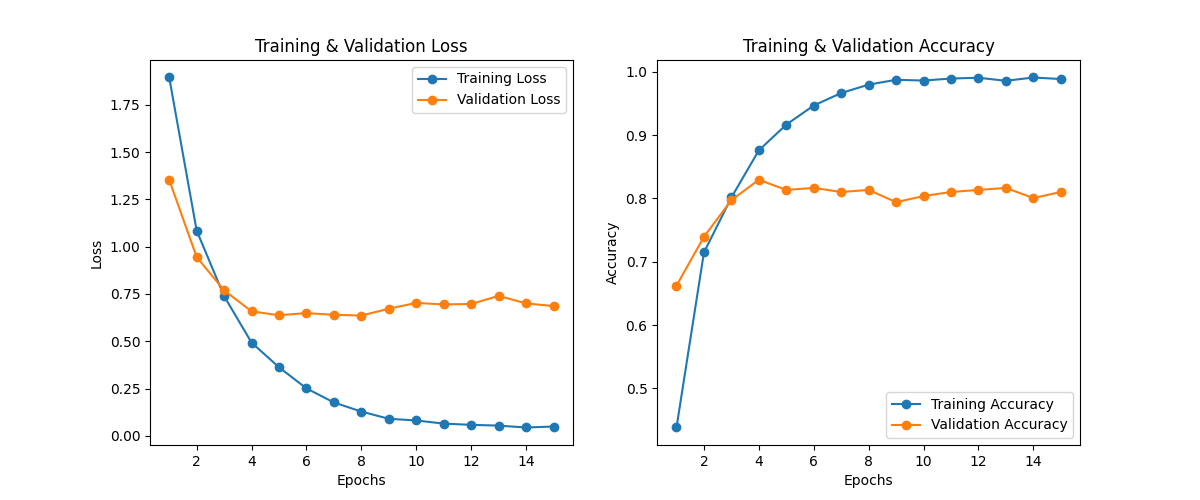 Training & Validation Loss
Training Loss
Validation Loss
1.75
1.50
1.25
1.00
0.75
0.50
0.25
0.00
Loss
2
4
6
8
10
12
14
Epochs
Training & Validation Accuracy
1.0
0.9
0.8
0.7
0.6
0.5
Accuracy
Training Accuracy
Validation Accuracy
2
4
6
8
10
12
14
Epochs